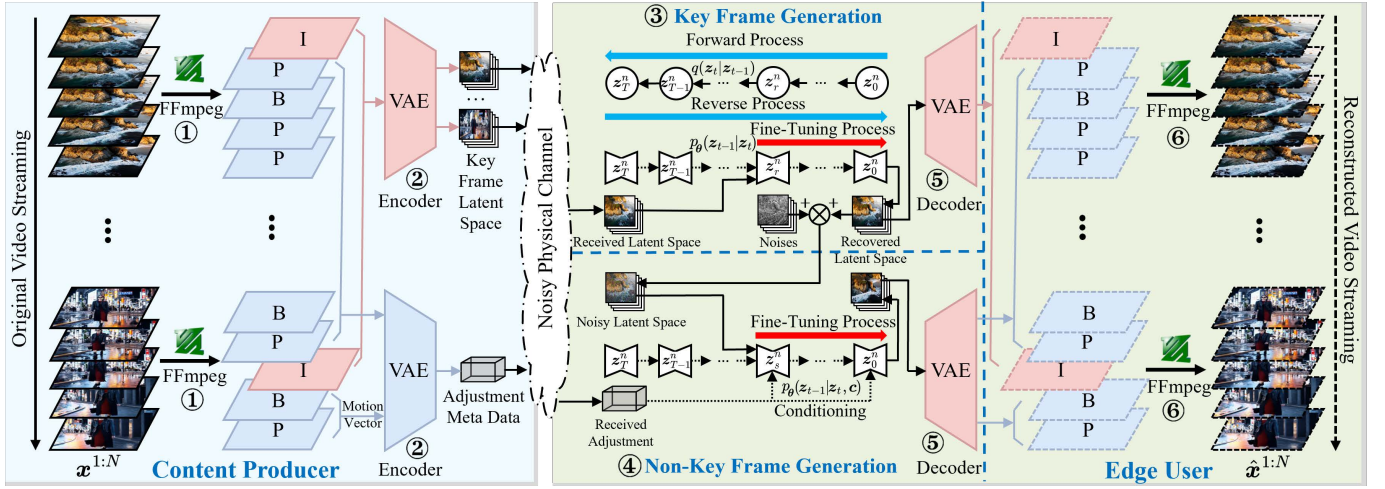 Original Video Streaming
FFmpeg
①
I
P
B
P
P
VAE
②
Encoder
Key
Frame
Latent
Space
B
P
I
B
P
FFmpeg
①
Motion
Vector
VAE
②
Encoder
Adjustment
Meta Data
x^{1:N}
Content Producer
Noisy Physical Channel
③ Key Frame Generation
Forward Process
q(z_t|z_{t-1})
z_T^n z_{T-1}^n ... z_r^n ... z_0^n
Reverse Process
Fine-Tuning Process
p_θ(z_{t-1}|z_t)
z_T^n z_{T-1}^n ... z_r^n ... z_0^n
+ +
Received Latent Space
Noises
Recovered
Latent Space
VAE
⑤
Decoder
Noisy Latent Space
Fine-Tuning Process
z_T^n z_{T-1}^n ... z_s^n ... z_0^n
p_θ(z_{t-1}|z_t, c)
Conditioning
Received
Adjustment
④ Non-Key Frame Generation
VAE
⑤
Decoder
I
P
B
P
P
FFmpeg
⑥
B
P
I
B
P
FFmpeg
⑥
Edge User
x̂^{1:N}
Reconstructed Video Streaming